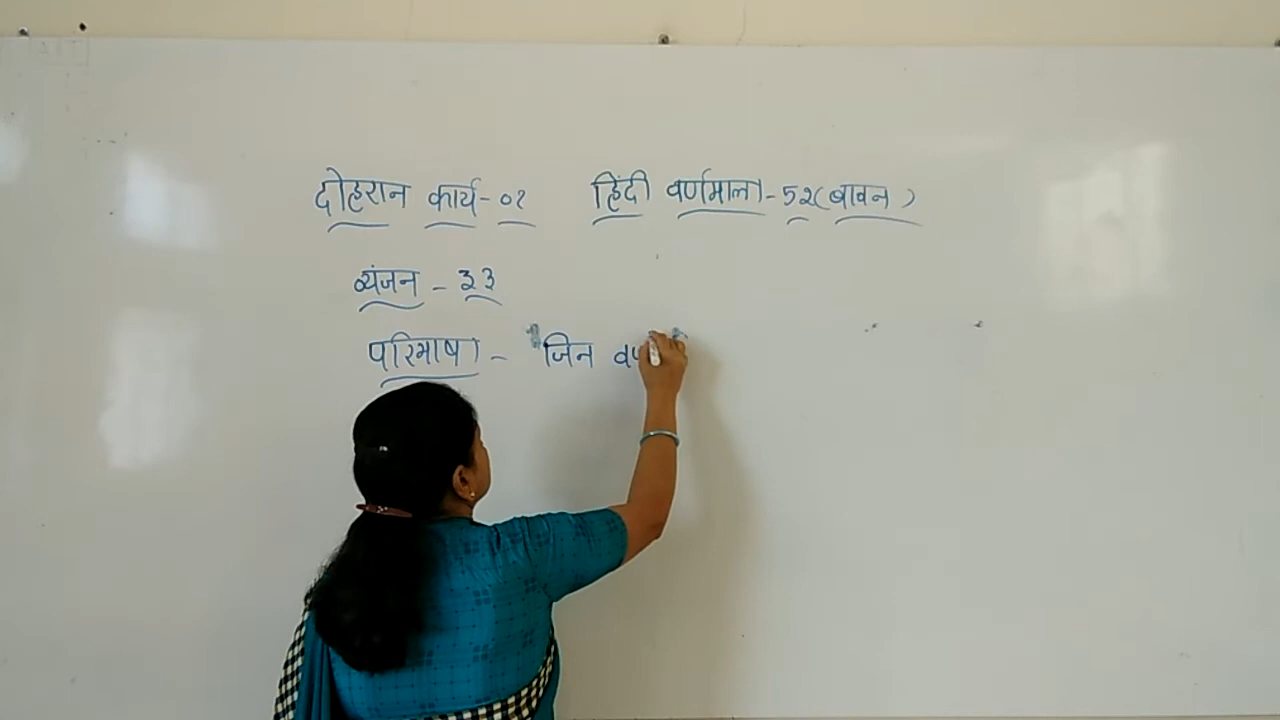 दोहरान कार्य - ०१ हिंदी वर्णमाला - ५२ (बावन)
व्यंजन - ३३
परिभाषा - जिन